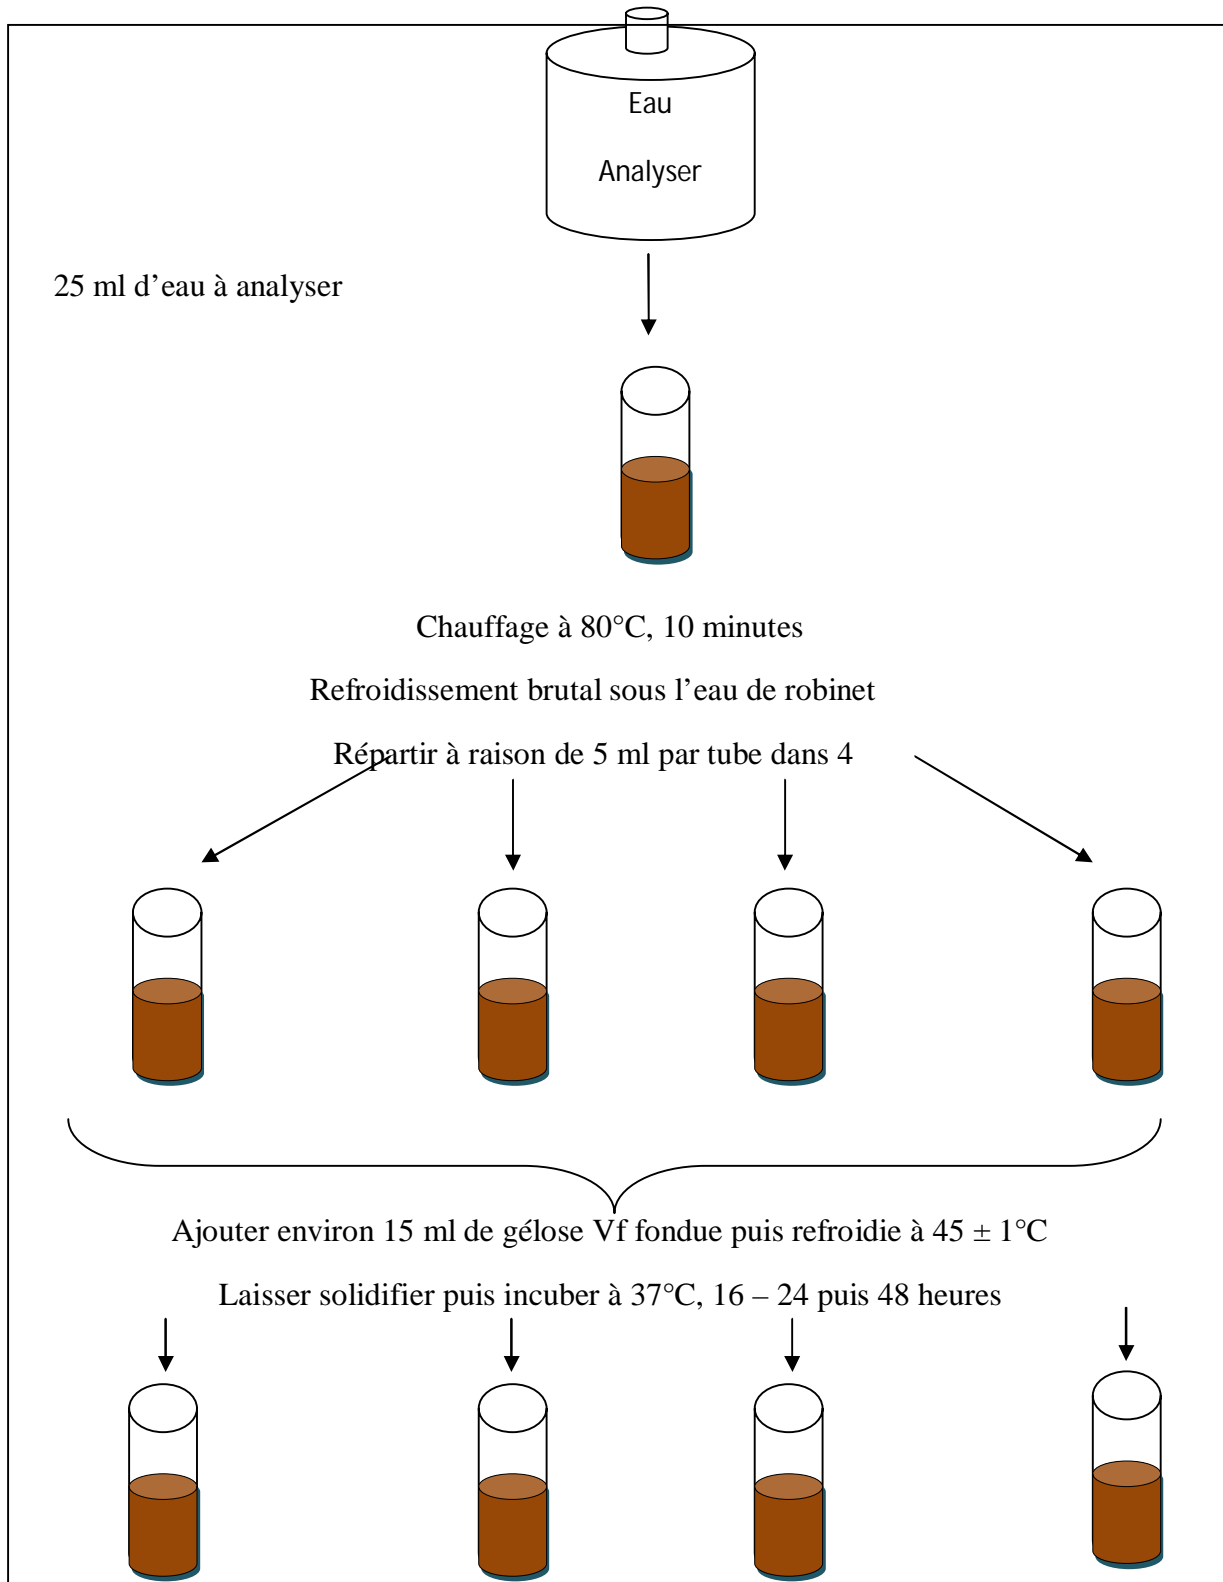 Eau
Analyser
25 ml d’eau à analyser
Chauffage à 80°C, 10 minutes
Refroidissement brutal sous l’eau de robinet
Répartir à raison de 5 ml par tube dans 4
Ajouter environ 15 ml de gélose Vf fondue puis refroidie à 45 ± 1°C
Laisser solidifier puis incuber à 37°C, 16 – 24 puis 48 heures